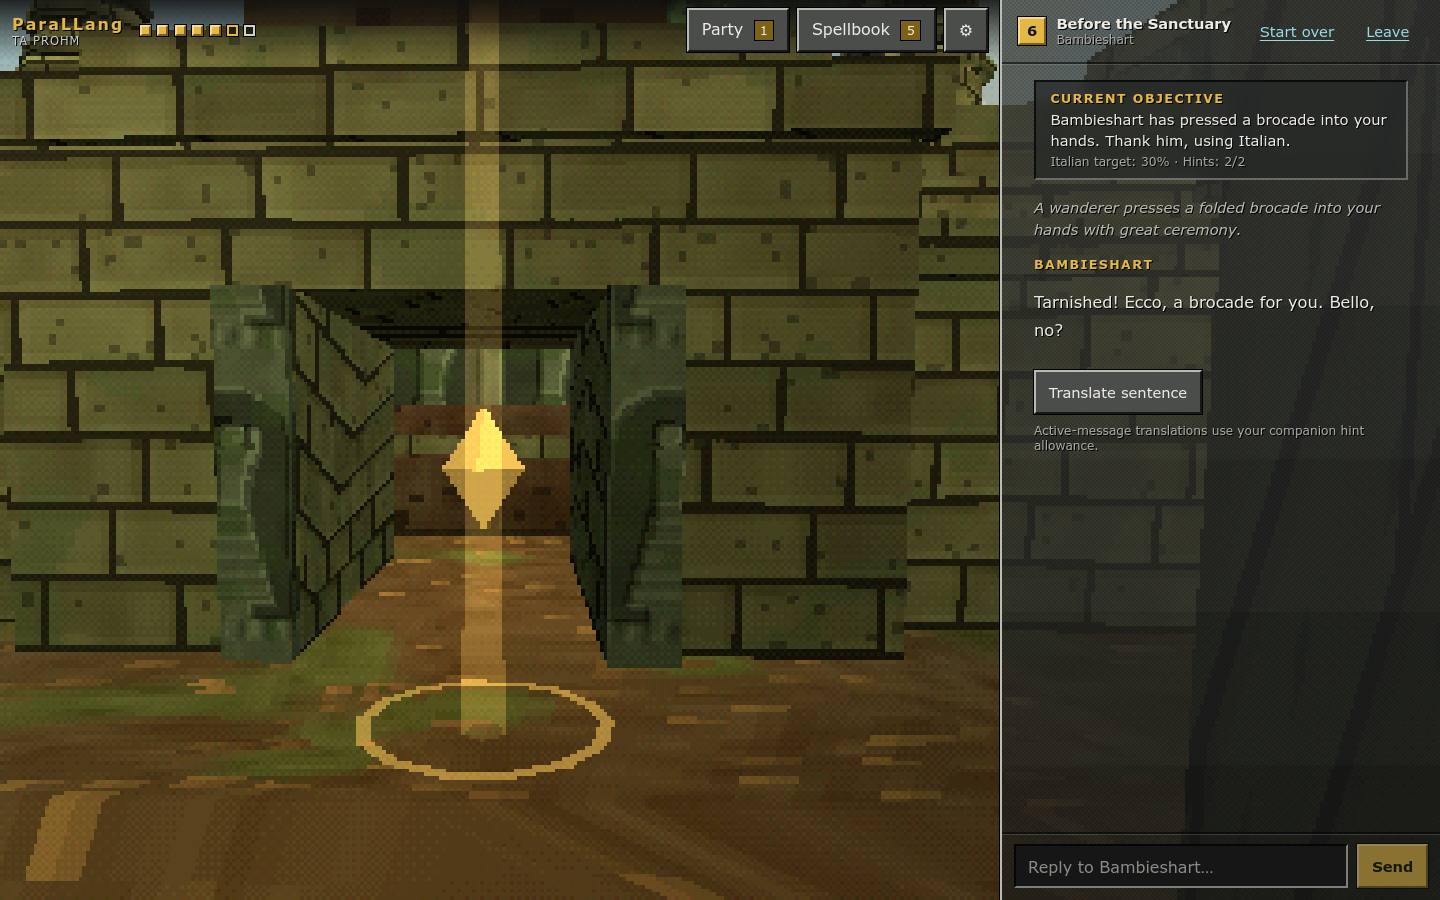 ParaLLang
TA PROHM
Party 1
Spellbook 5
⚙
6
Before the Sanctuary
Bambieshart
Start over
Leave
CURRENT OBJECTIVE
Bambieshart has pressed a brocade into your
hands. Thank him, using Italian.
Italian target: 30% · Hints: 2/2
A wanderer presses a folded brocade into your
hands with great ceremony.
BAMBIESHART
Tarnished! Ecco, a brocade for you. Bello,
no?
Translate sentence
Active-message translations use your companion hint
allowance.
Reply to Bambieshart...
Send